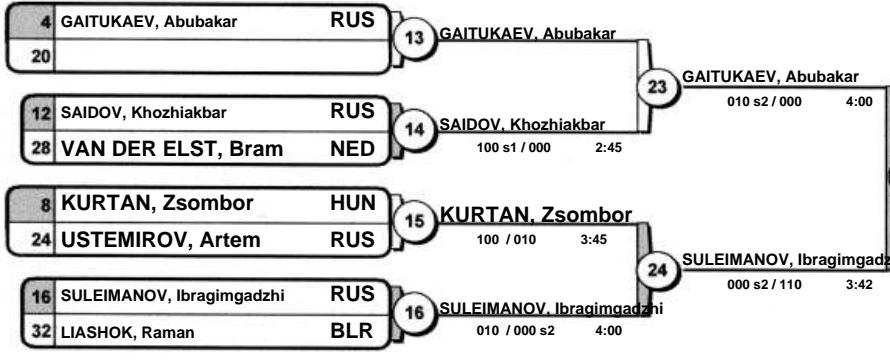 4 GAITUKAEV, Abubakar RUS
20
13
GAITUKAEV, Abubakar
12 SAIDOV, Khozhiakbar RUS
28 VAN DER ELST, Bram NED
14
SAIDOV, Khozhiakbar
100 s1 / 000 2:45
23
GAITUKAEV, Abubakar
010 s2 / 000 4:00
8 KURTAN, Zsombor HUN
24 USTEMIROV, Artem RUS
15
KURTAN, Zsombor
100 / 010 3:45
16 SULEIMANOV, Ibragimgadzhi RUS
32 LIASHOK, Raman BLR
16
SULEIMANOV, Ibragimgadzhi
010 / 000 s2 4:00
24
SULEIMANOV, Ibragimgadz
000 s2 / 110 3:42